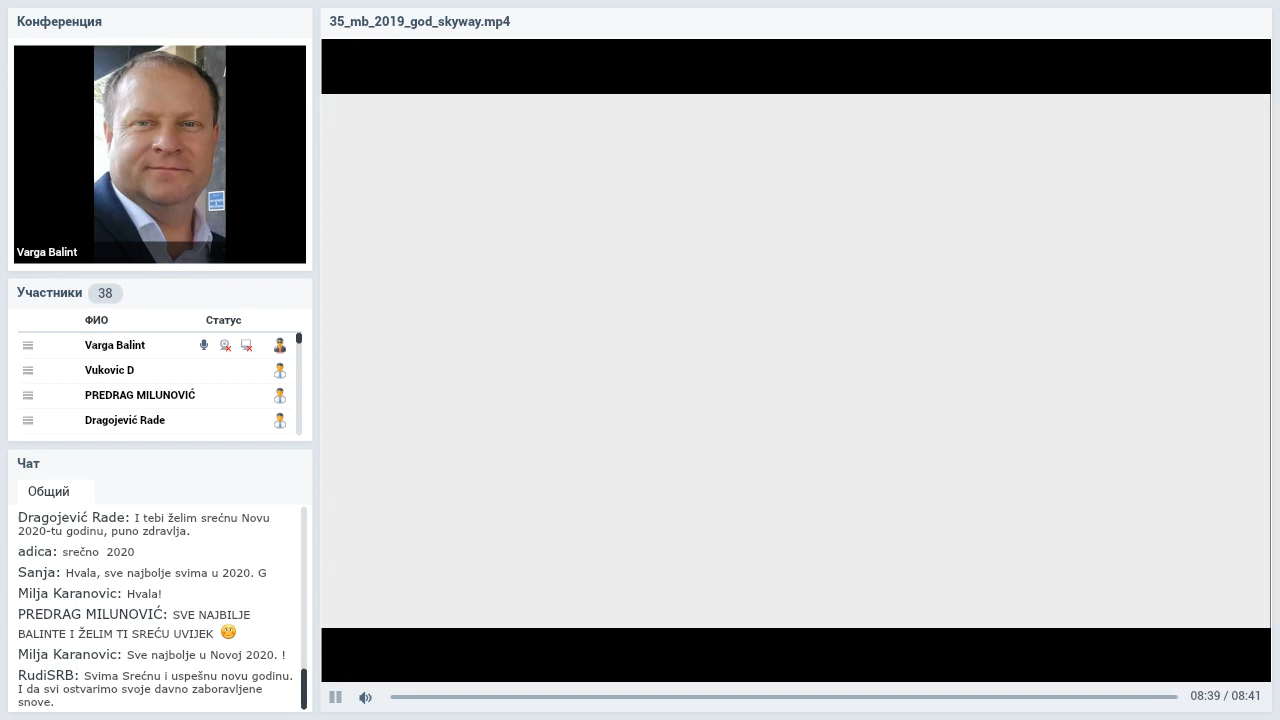 Конференция
35_mb_2019_god_skyway.mp4
Varga Balint
Участники 38
ФИО Статус
Varga Balint
Vukovic D
PREDRAG MILUNOVIĆ
Dragojević Rade
Чат
Общий
Dragojević Rade: I tebi želim srećnu Novu
2020-tu godinu, puno zdravlja.
adica: srečno 2020
Sanja: Hvala, sve najbolje svima u 2020. G
Milja Karanovic: Hvala!
PREDRAG MILUNOVIĆ: SVE NAJBILJE
BALINTE I ŽELIM TI SREĆU UVIJEK
Milja Karanovic: Sve najbolje u Novoj 2020. !
RudiSRB: Svima Srećnu i uspešnu novu godinu.
I da svi ostvarimo svoje davno zaboravljene
snove.
08:39 / 08:41